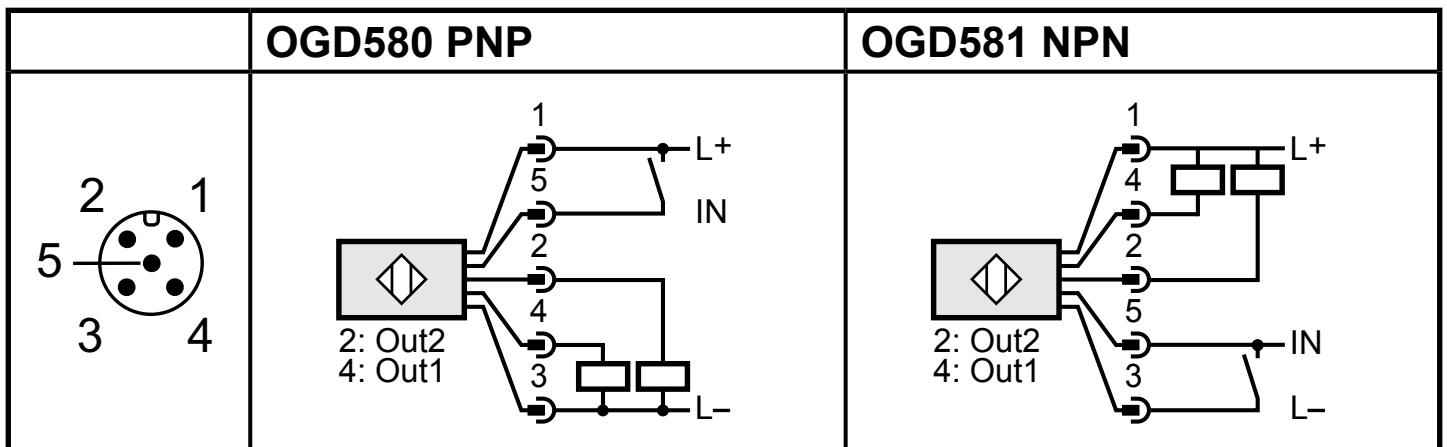 OGD580 PNP
OGD581 NPN
2 1
5
3 4
1
L+
5
IN
2
4
2: Out2
4: Out1
3
L–
1
L+
4
2
5
2: Out2
4: Out1
IN
3
L–